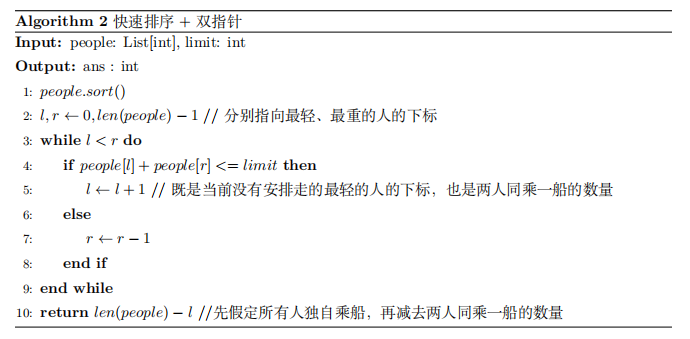 Algorithm 2 快速排序 + 双指针
Input: people: List[int], limit: int
Output: ans : int
1: people.sort()
2: l, r ← 0, len(people) − 1 // 分别指向最轻、最重的人的下标
3: while l < r do
4: if people[l] + people[r] <= limit then
5: l ← l + 1 // 既是当前没有安排走的最轻的人的下标，也是两人同乘一船的数量
6: else
7: r ← r − 1
8: end if
9: end while
10: return len(people) − l //先假定所有人独自乘船，再减去两人同乘一船的数量